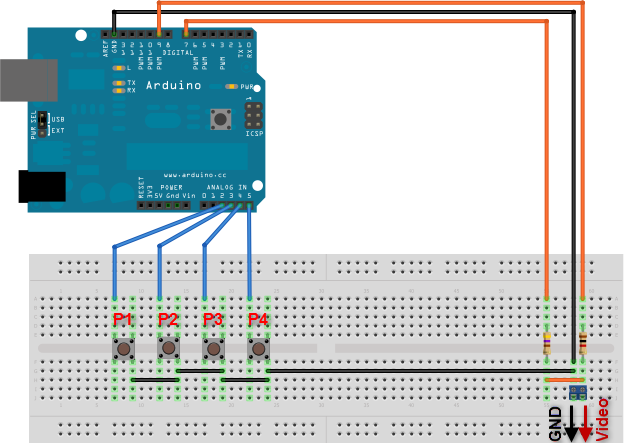 AREF
GND
13
12
11
10
9
8
7
6
5
4
3
2
1
0
PWM
PWM
PWM
PWM
PWM
PWM
TX
RX
DIGITAL
L
TX
RX
Arduino
PWR
1
ICSP
PWR SEL
USB
EXT
www.arduino.cc
POWER
ANALOG IN
RESET
3V3
5V Gnd Vin
0 1 2 3 4 5
P1 P2 P3 P4
GND
Video